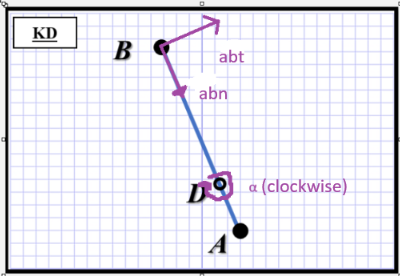 KD
B
abt
abn
D
α (clockwise)
A